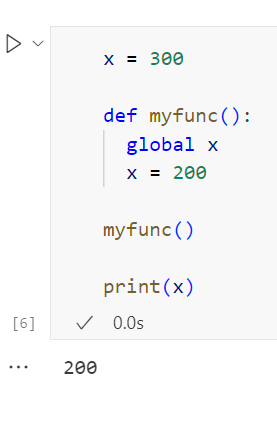 x = 300
def myfunc():
global x
x = 200
myfunc()
print(x)
[6]
0.0s
200